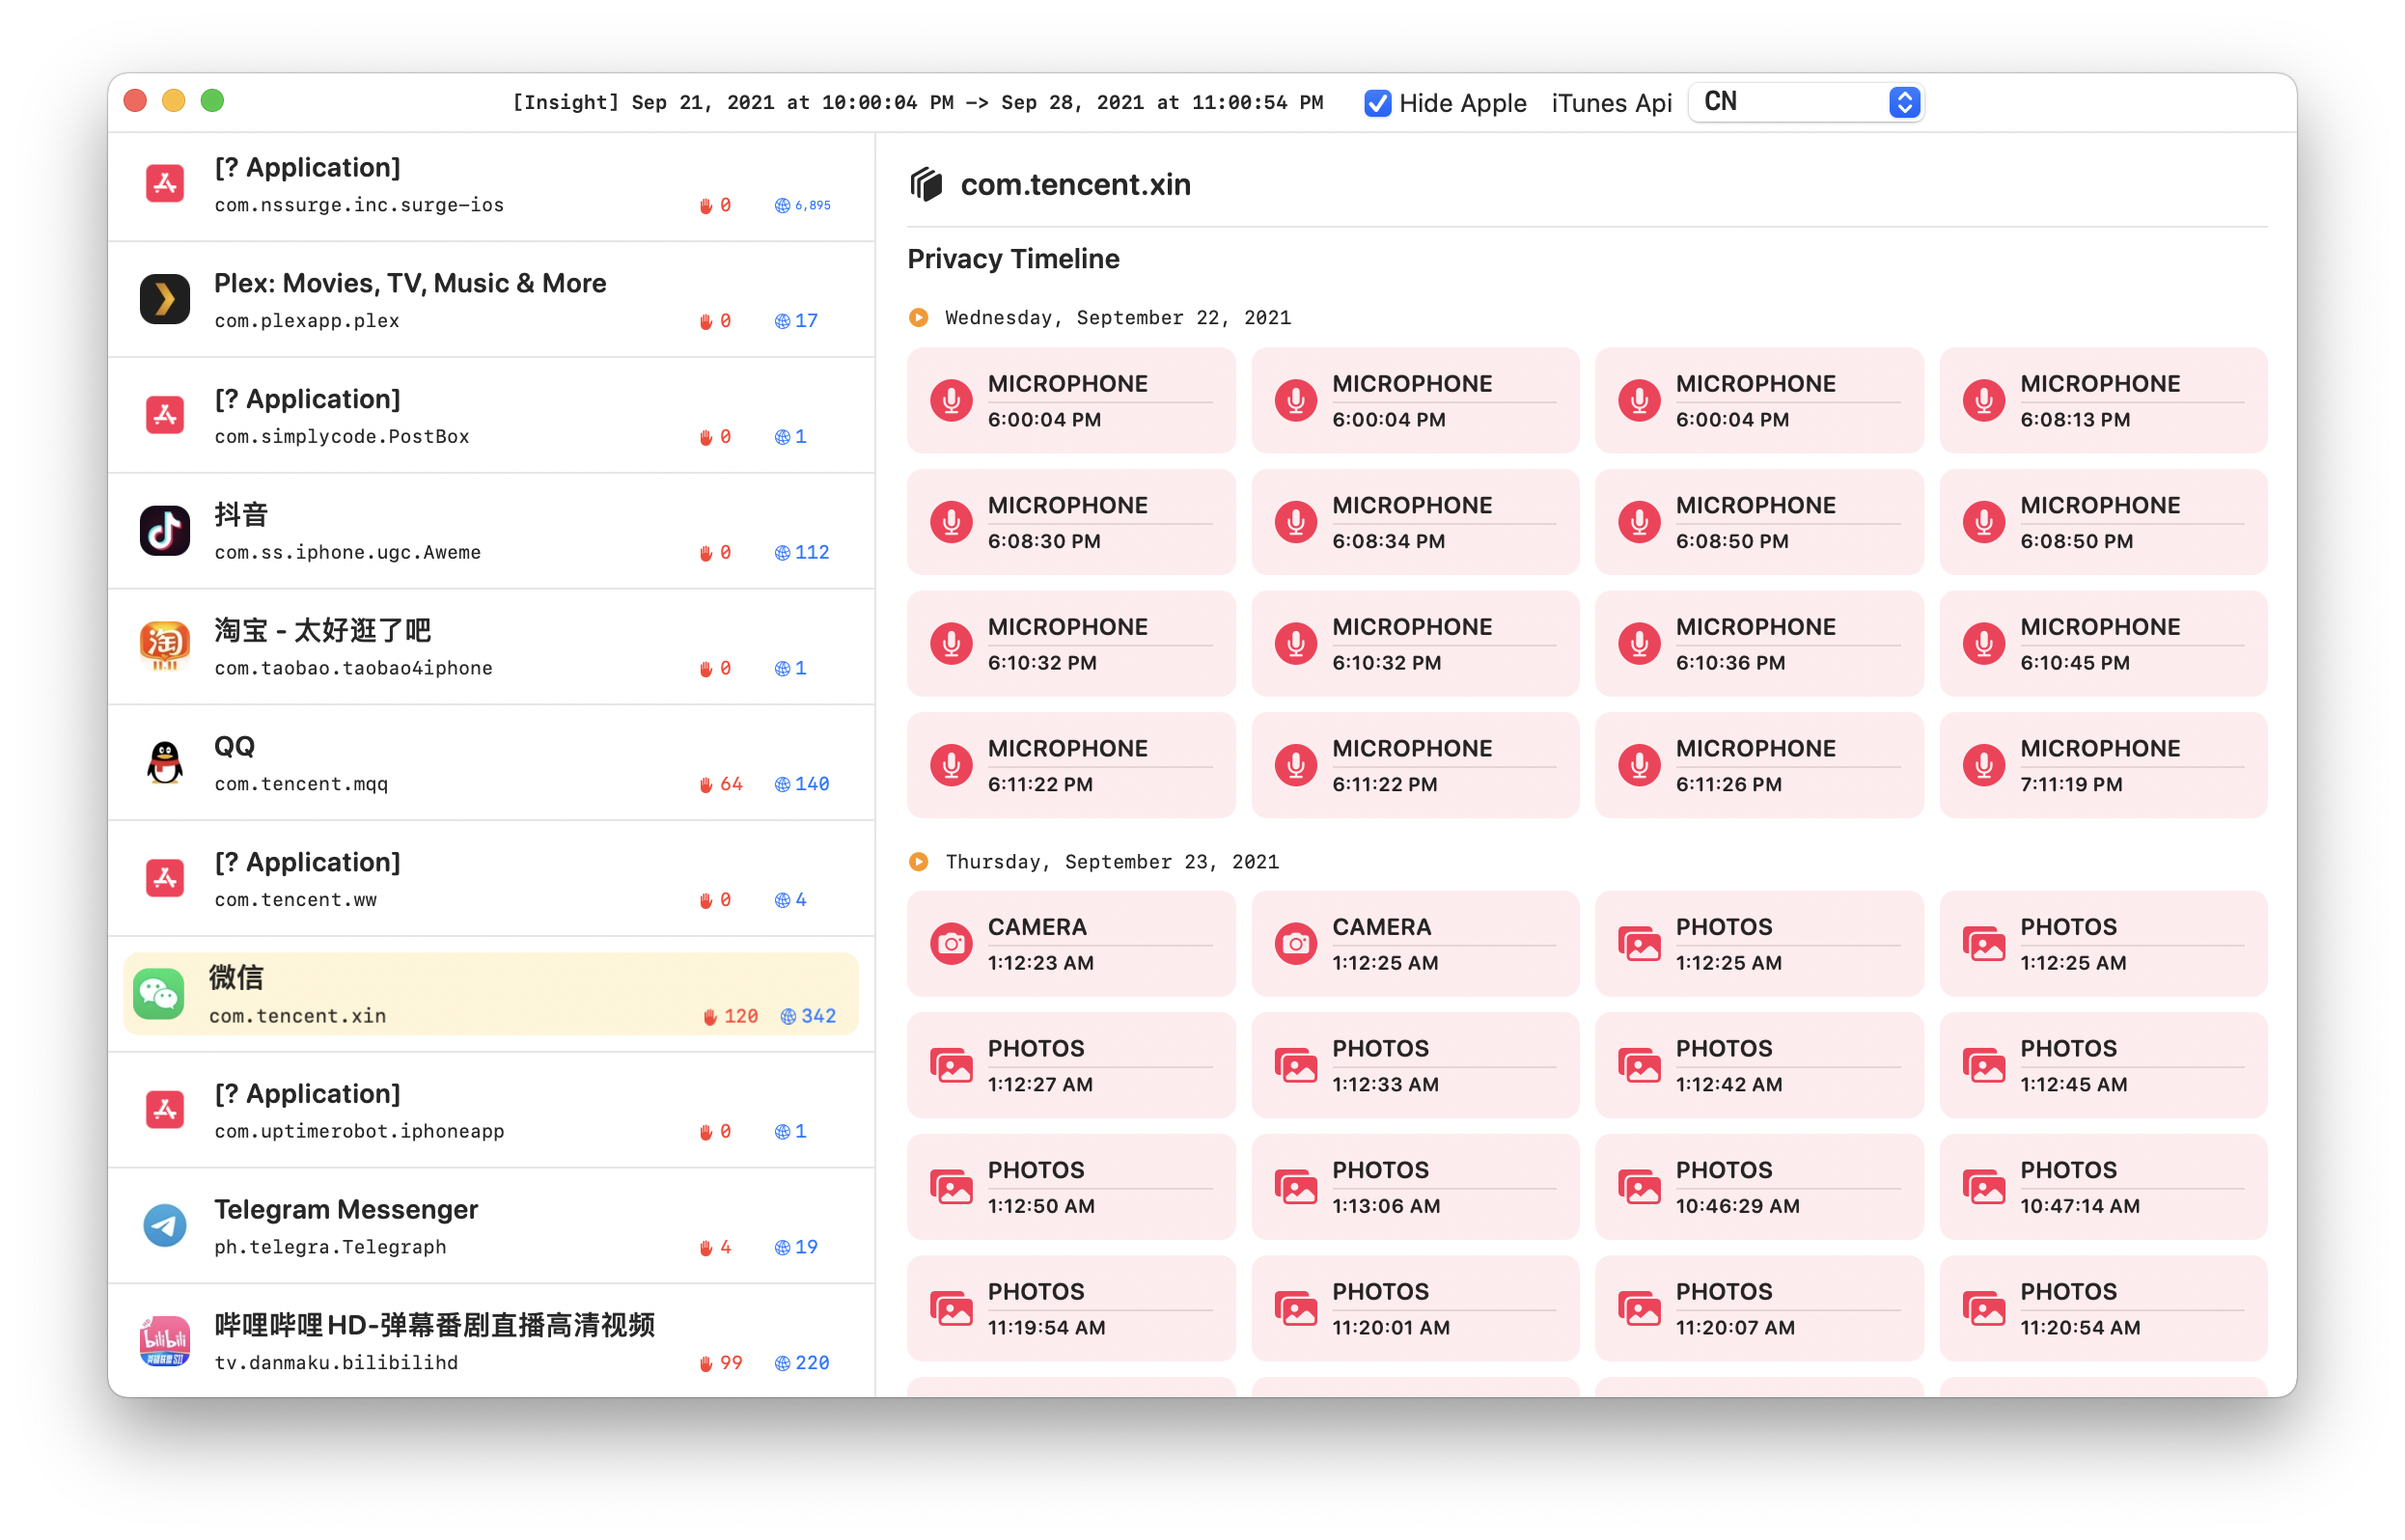 [Insight] Sep 21, 2021 at 10:00:04 PM -> Sep 28, 2021 at 11:00:54 PM
Hide Apple
iTunes Api
CN
[? Application]
com.nssurge.inc.surge-ios
0
6,895
Plex: Movies, TV, Music & More
com.plexapp.plex
0
17
[? Application]
com.simplycode.PostBox
0
1
抖音
com.ss.iphone.ugc.Aweme
0
112
淘
淘宝 - 太好逛了吧
com.taobao.taobao4iphone
0
1
QQ
com.tencent.mqq
64
140
[? Application]
com.tencent.ww
0
4
微信
com.tencent.xin
120
342
[? Application]
com.uptimerobot.iphoneapp
0
1
Telegram Messenger
ph.telegra.Telegraph
4
19
bilibili
哔哩哔哩HD-弹幕番剧直播高清视频
tv.danmaku.bilibilihd
99
220
com.tencent.xin
Privacy Timeline
Wednesday, September 22, 2021
MICROPHONE
6:00:04 PM
MICROPHONE
6:00:04 PM
MICROPHONE
6:00:04 PM
MICROPHONE
6:08:13 PM
MICROPHONE
6:08:30 PM
MICROPHONE
6:08:34 PM
MICROPHONE
6:08:50 PM
MICROPHONE
6:08:50 PM
MICROPHONE
6:10:32 PM
MICROPHONE
6:10:32 PM
MICROPHONE
6:10:36 PM
MICROPHONE
6:10:45 PM
MICROPHONE
6:11:22 PM
MICROPHONE
6:11:22 PM
MICROPHONE
6:11:26 PM
MICROPHONE
7:11:19 PM
Thursday, September 23, 2021
CAMERA
1:12:23 AM
CAMERA
1:12:25 AM
PHOTOS
1:12:25 AM
PHOTOS
1:12:25 AM
PHOTOS
1:12:27 AM
PHOTOS
1:12:33 AM
PHOTOS
1:12:42 AM
PHOTOS
1:12:45 AM
PHOTOS
1:12:50 AM
PHOTOS
1:13:06 AM
PHOTOS
10:46:29 AM
PHOTOS
10:47:14 AM
PHOTOS
11:19:54 AM
PHOTOS
11:20:01 AM
PHOTOS
11:20:07 AM
PHOTOS
11:20:54 AM